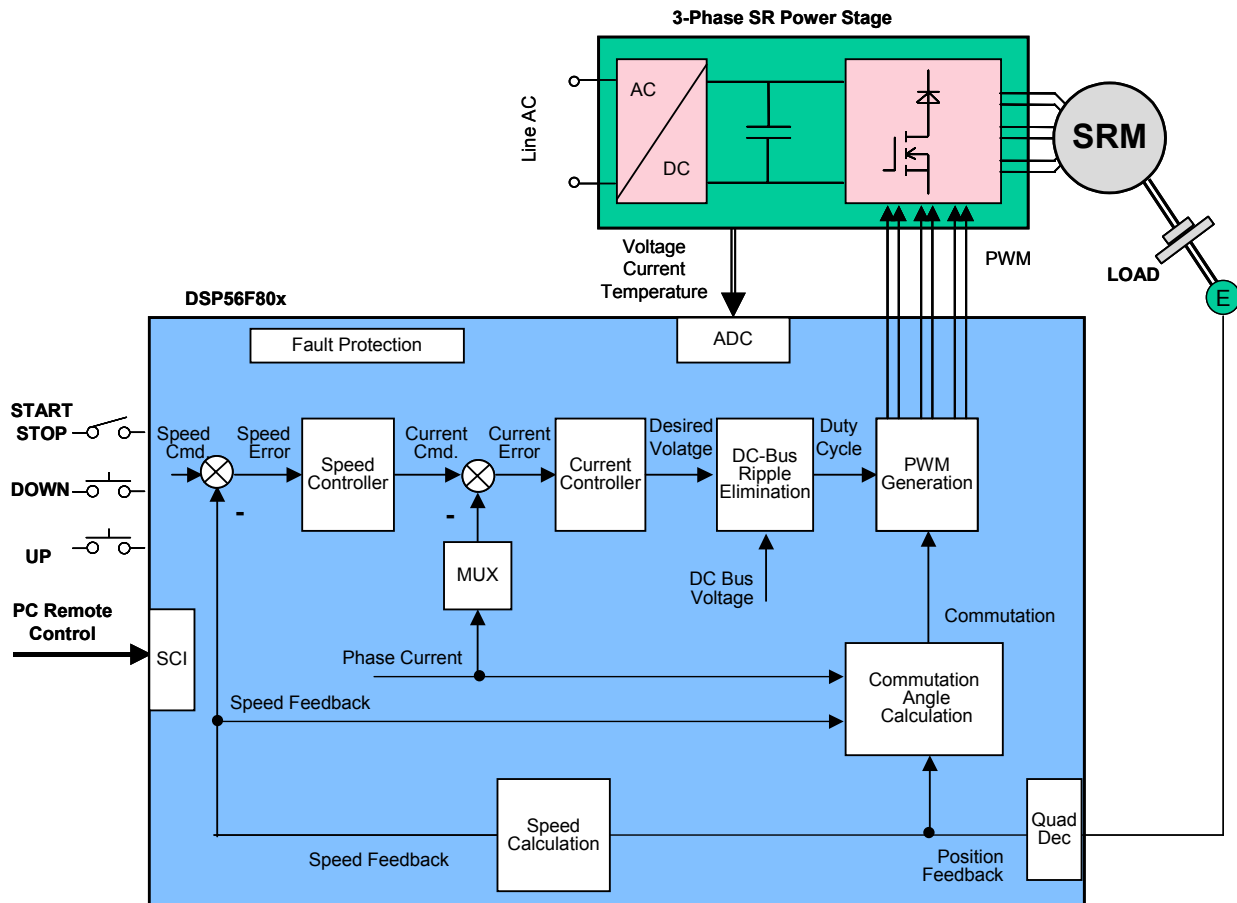 3-Phase SR Power Stage
Line AC
AC
DC
SRM
Voltage
Current
Temperature
PWM
LOAD
E
DSP56F80x
Fault Protection
ADC
START
STOP
DOWN
UP
PC Remote
Control
SCI
Speed
Cmd.
Speed
Error
Speed
Controller
Current
Cmd.
Current
Error
Current
Controller
Desired
Volatge
DC-Bus
Ripple
Elimination
Duty
Cycle
PWM
Generation
-
-
MUX
DC Bus
Voltage
Commutation
Phase Current
Speed Feedback
Commutation
Angle
Calculation
Speed
Calculation
Quad
Dec
Speed Feedback
Position
Feedback